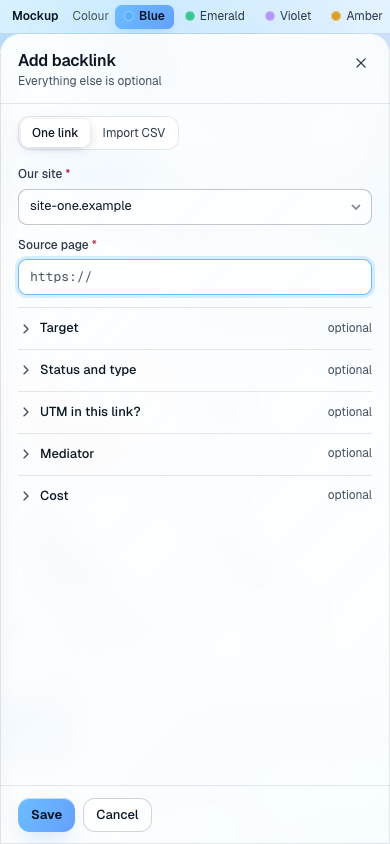 Mockup Colour Blue Emerald Violet Amber
Add backlink
Everything else is optional
One link Import CSV
Our site *
site-one.example
Source page *
https://
Target optional
Status and type optional
UTM in this link? optional
Mediator optional
Cost optional
Save Cancel